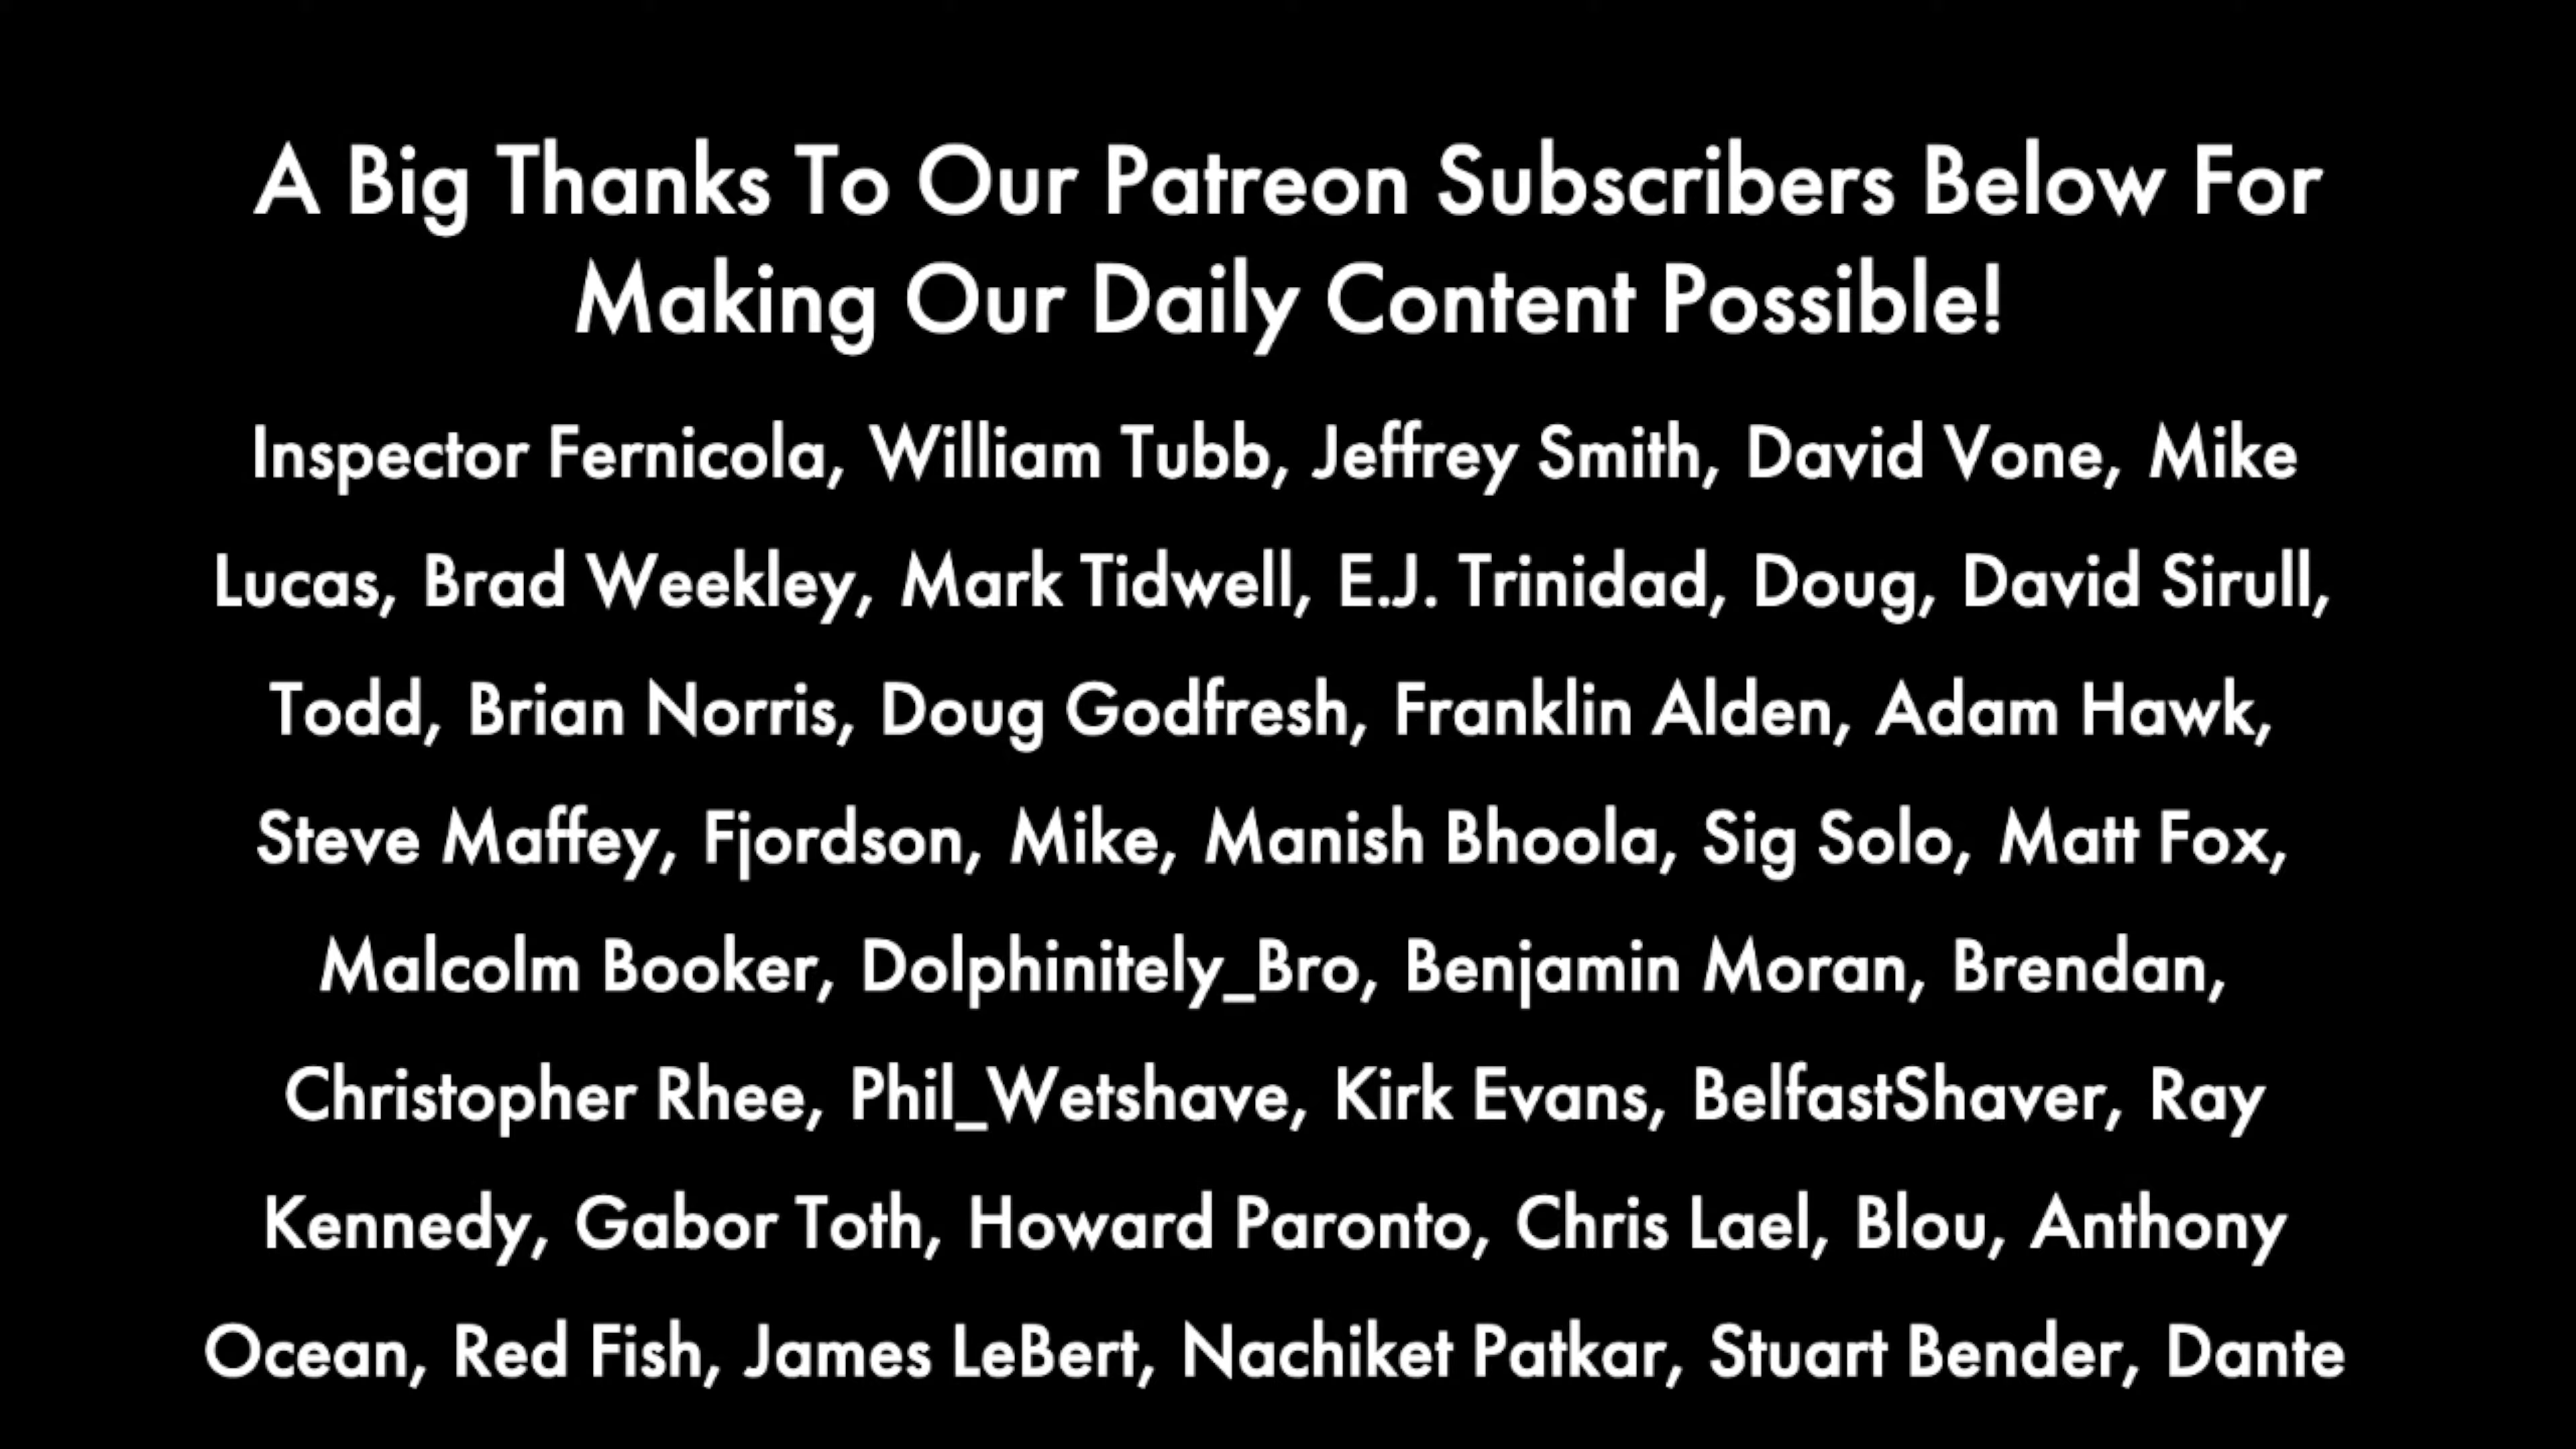 A Big Thanks To Our Patreon Subscribers Below For
Making Our Daily Content Possible!
Inspector Fernicola, William Tubb, Jeffrey Smith, David Vone, Mike
Lucas, Brad Weekley, Mark Tidwell, E.J. Trinidad, Doug, David Sirull,
Todd, Brian Norris, Doug Godfresh, Franklin Alden, Adam Hawk,
Steve Maffey, Fjordson, Mike, Manish Bhoola, Sig Solo, Matt Fox,
Malcolm Booker, Dolphinitely_Bro, Benjamin Moran, Brendan,
Christopher Rhee, Phil_Wetshave, Kirk Evans, BelfastShaver, Ray
Kennedy, Gabor Toth, Howard Paronto, Chris Lael, Blou, Anthony
Ocean, Red Fish, James LeBert, Nachiket Patkar, Stuart Bender, Dante